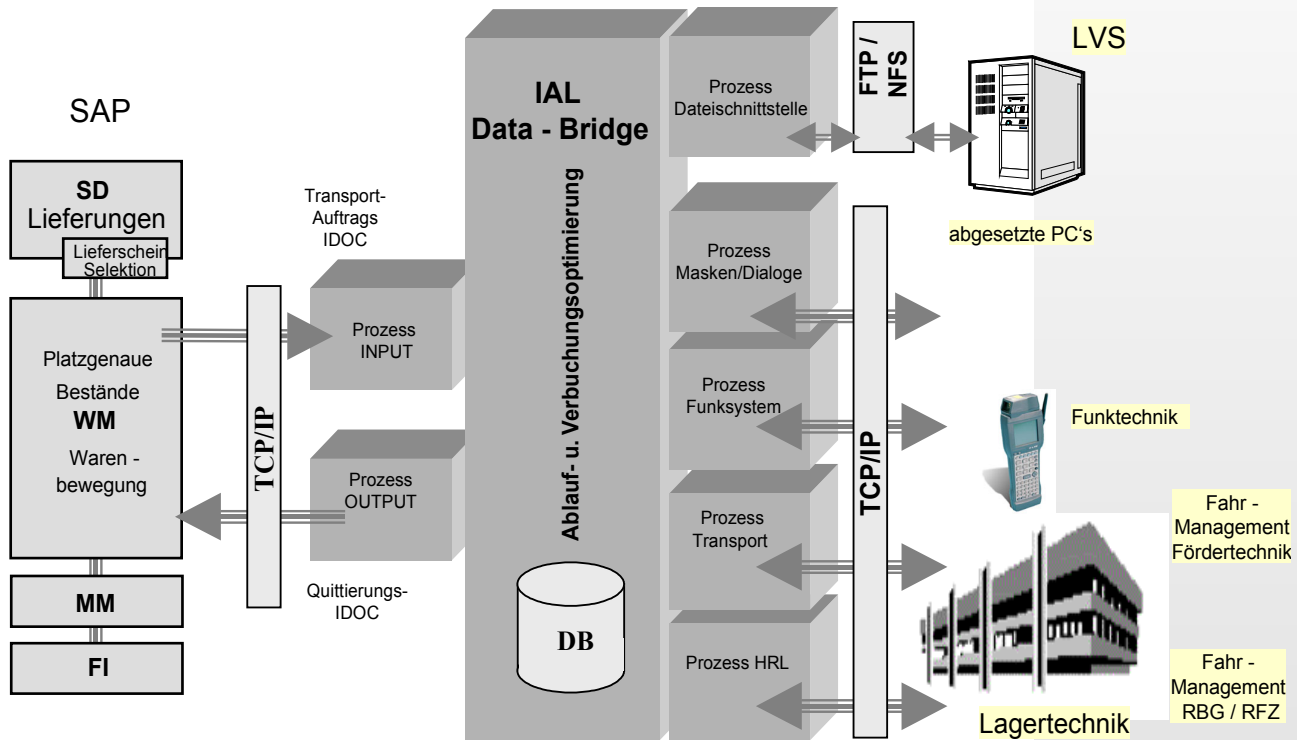 SAP
SD
Lieferungen
Lieferschein
Selektion
Platzgenaue
Bestände
WM
Waren -
bewegung
MM
FI
TCP/IP
Transport-
Auftrags
IDOC
Prozess
INPUT
Prozess
OUTPUT
Quittierungs-
IDOC
IAL
Data - Bridge
Ablauf- u. Verbuchungsoptimierung
DB
Prozess
Dateischnittstelle
Prozess
Masken/Dialoge
Prozess
Funksystem
Prozess
Transport
Prozess HRL
FTP /
NFS
TCP/IP
LVS
abgesetzte PC‘s
Funktechnik
Fahr -
Management
Fördertechnik
Lagertechnik
Fahr -
Management
RBG / RFZ